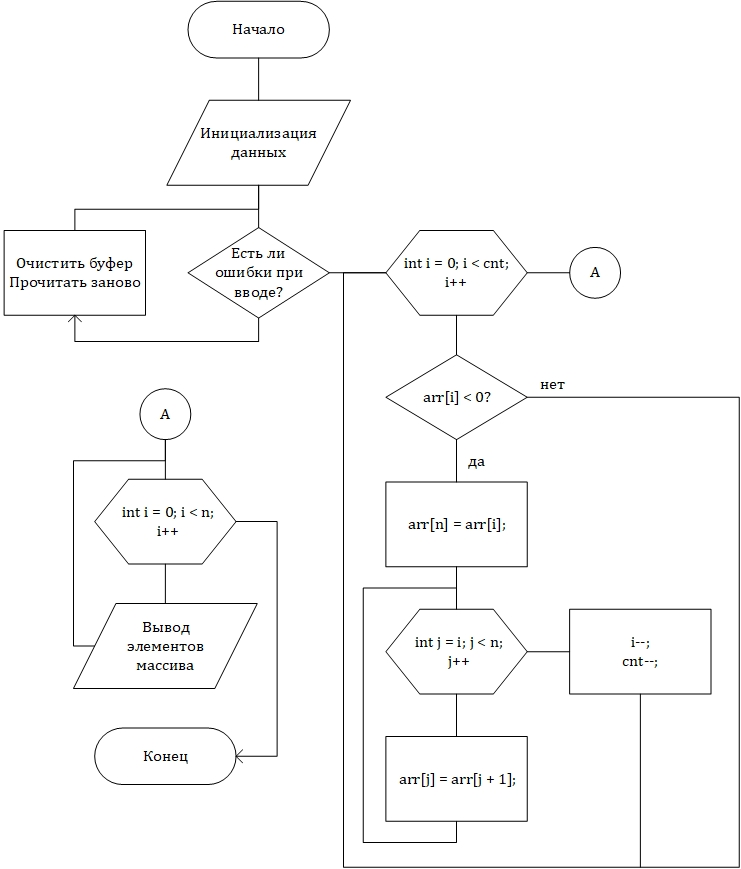 Начало
Инициализация
данных
Очистить буфер
Прочитать заново
Есть ли
ошибки при
вводе?
int i = 0; i < cnt;
i++
A
arr[i] < 0?
нет
да
arr[n] = arr[i];
int j = i; j < n;
j++
i--;
cnt--;
arr[j] = arr[j + 1];
A
int i = 0; i < n;
i++
Вывод
элементов
массива
Конец